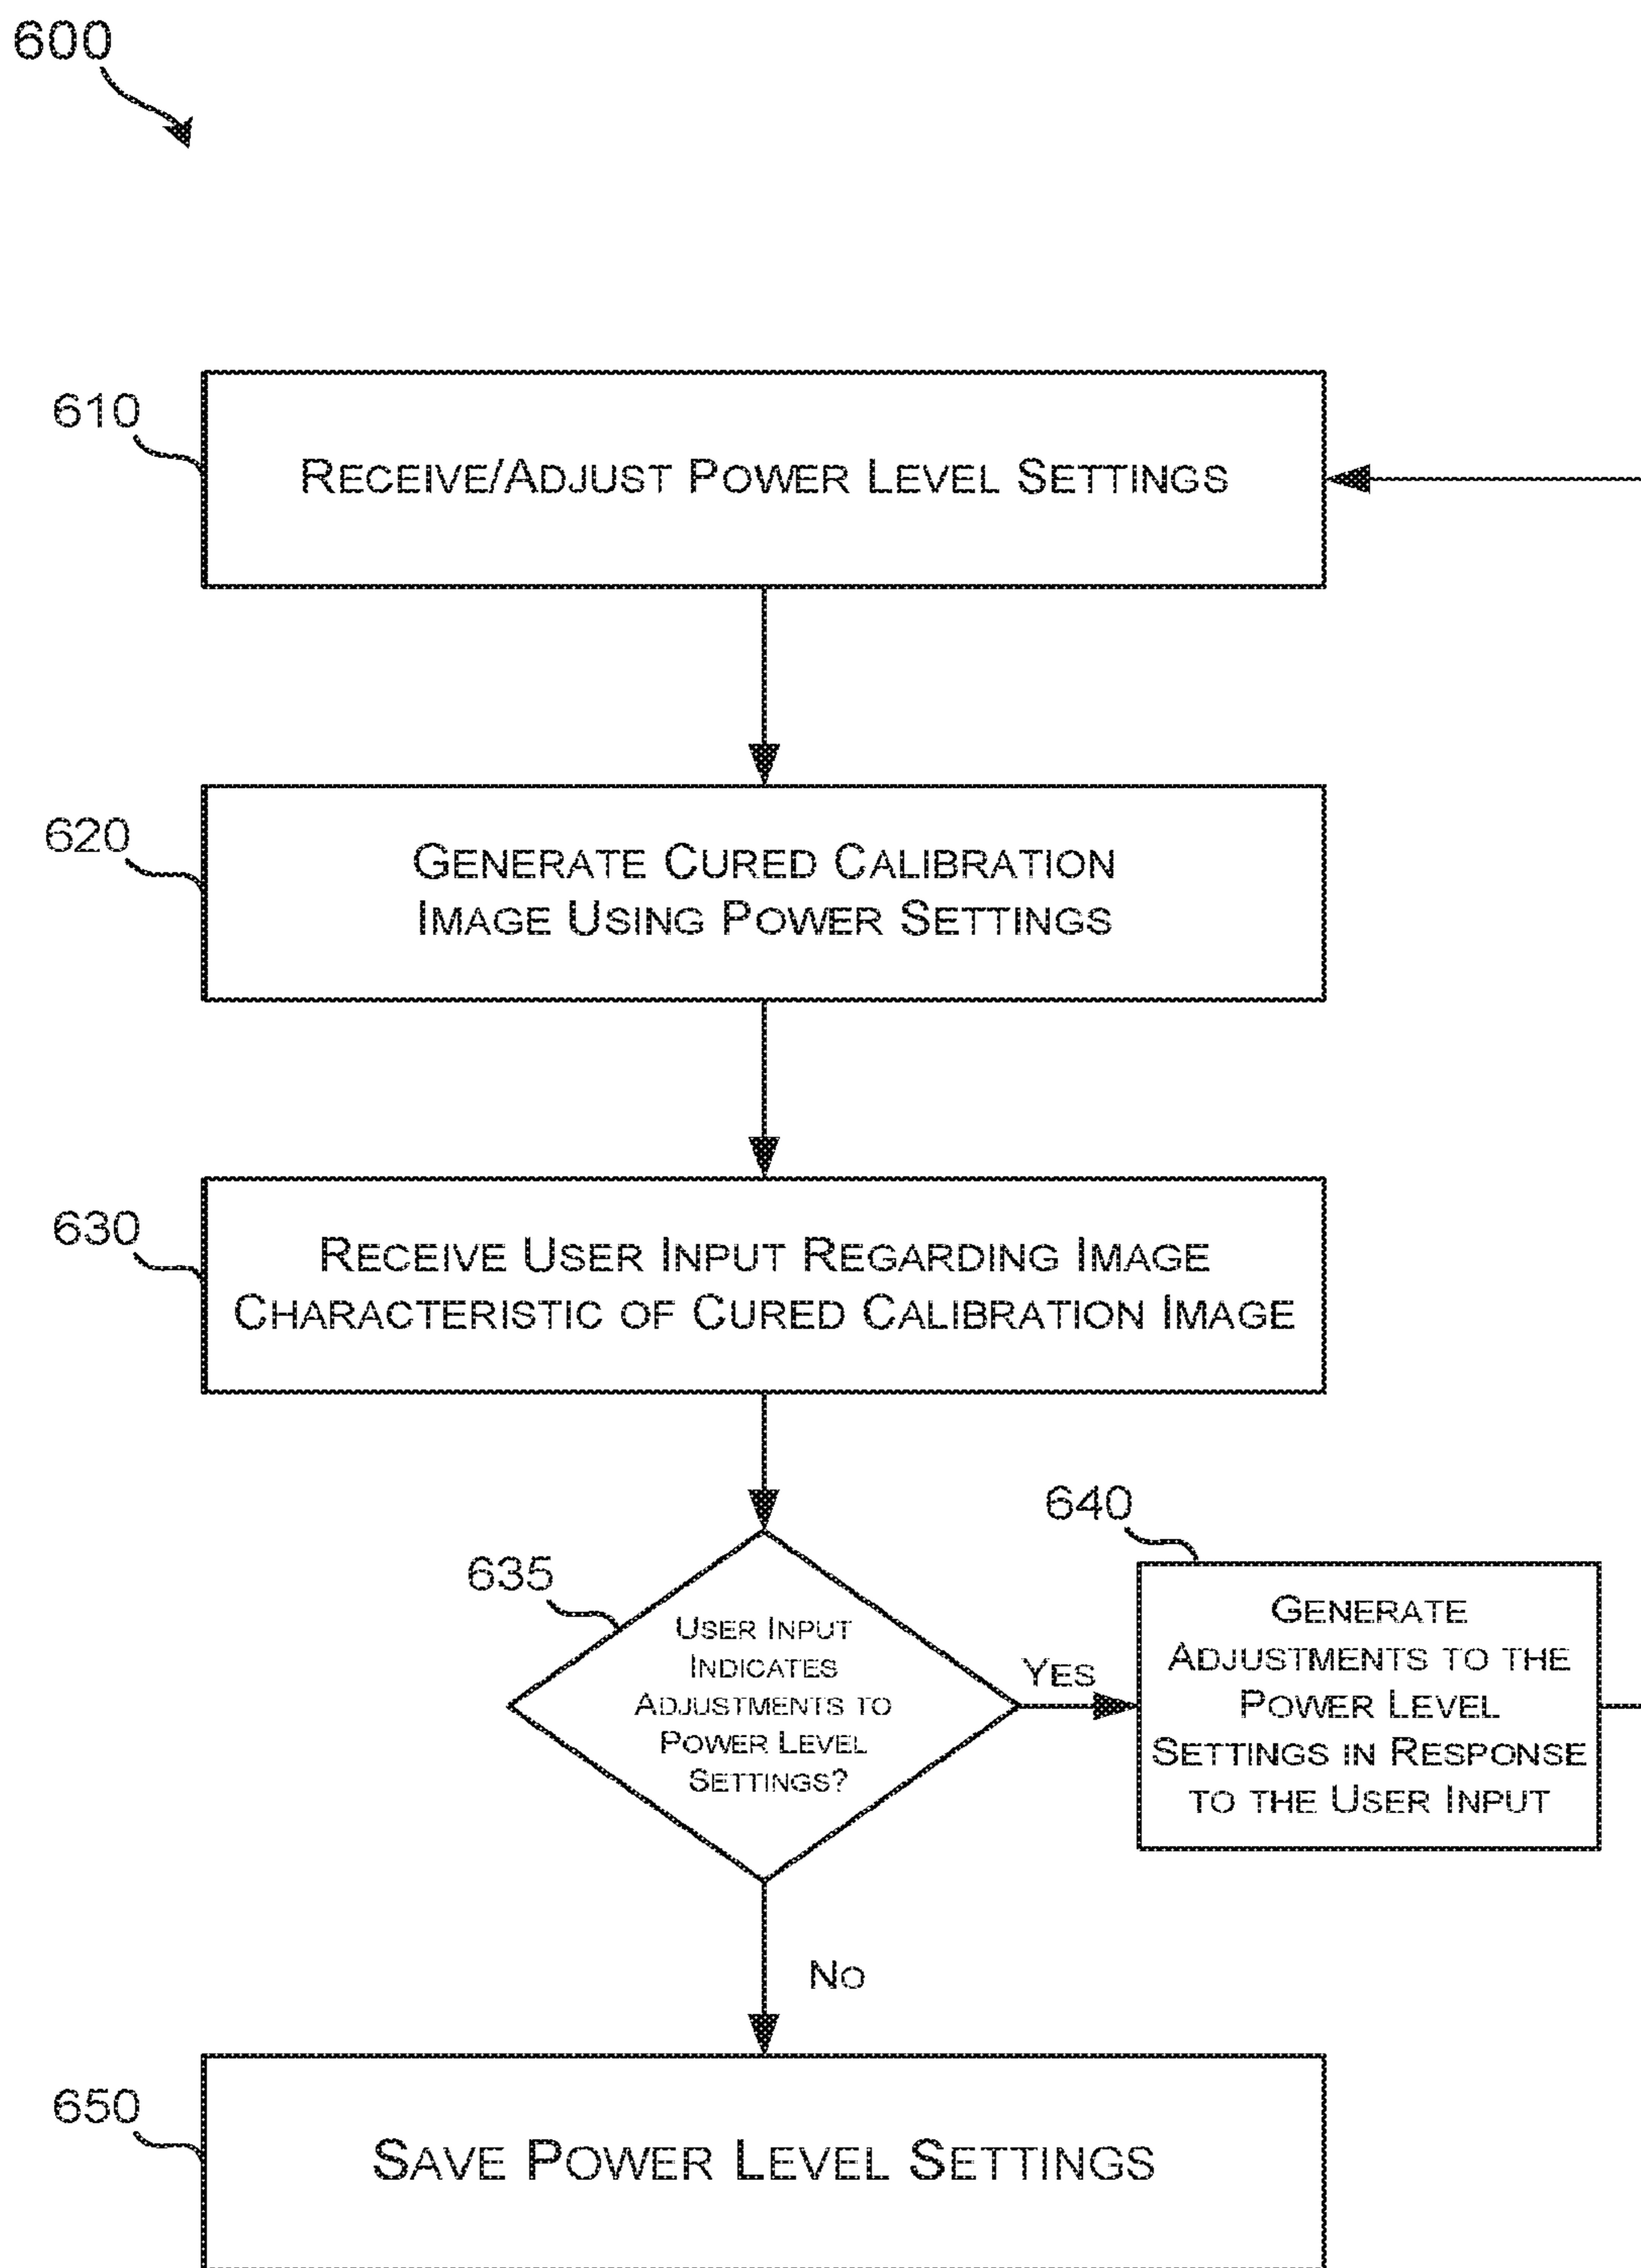 600
610
RECEIVE/ADJUST POWER LEVEL SETTINGS
620
GENERATE CURED CALIBRATION
IMAGE USING POWER SETTINGS
630
RECEIVE USER INPUT REGARDING IMAGE
CHARACTERISTIC OF CURED CALIBRATION IMAGE
635
USER INPUT
INDICATES
ADJUSTMENTS TO
POWER LEVEL
SETTINGS?
YES
640
GENERATE
ADJUSTMENTS TO THE
POWER LEVEL
SETTINGS IN RESPONSE
TO THE USER INPUT
NO
650
SAVE POWER LEVEL SETTINGS